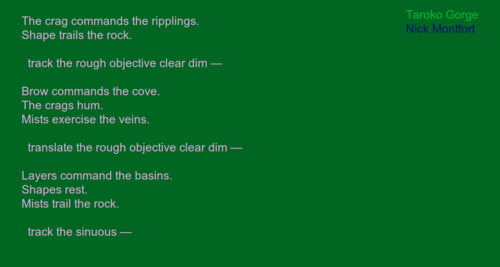 The crag commands the ripplings.
Shape trails the rock.
track the rough objective clear dim —
Brow commands the cove.
The crags hum.
Mists exercise the veins.
translate the rough objective clear dim —
Layers command the basins.
Shapes rest.
Mists trail the rock.
track the sinuous —
Taroko Gorge
Nick Montfort